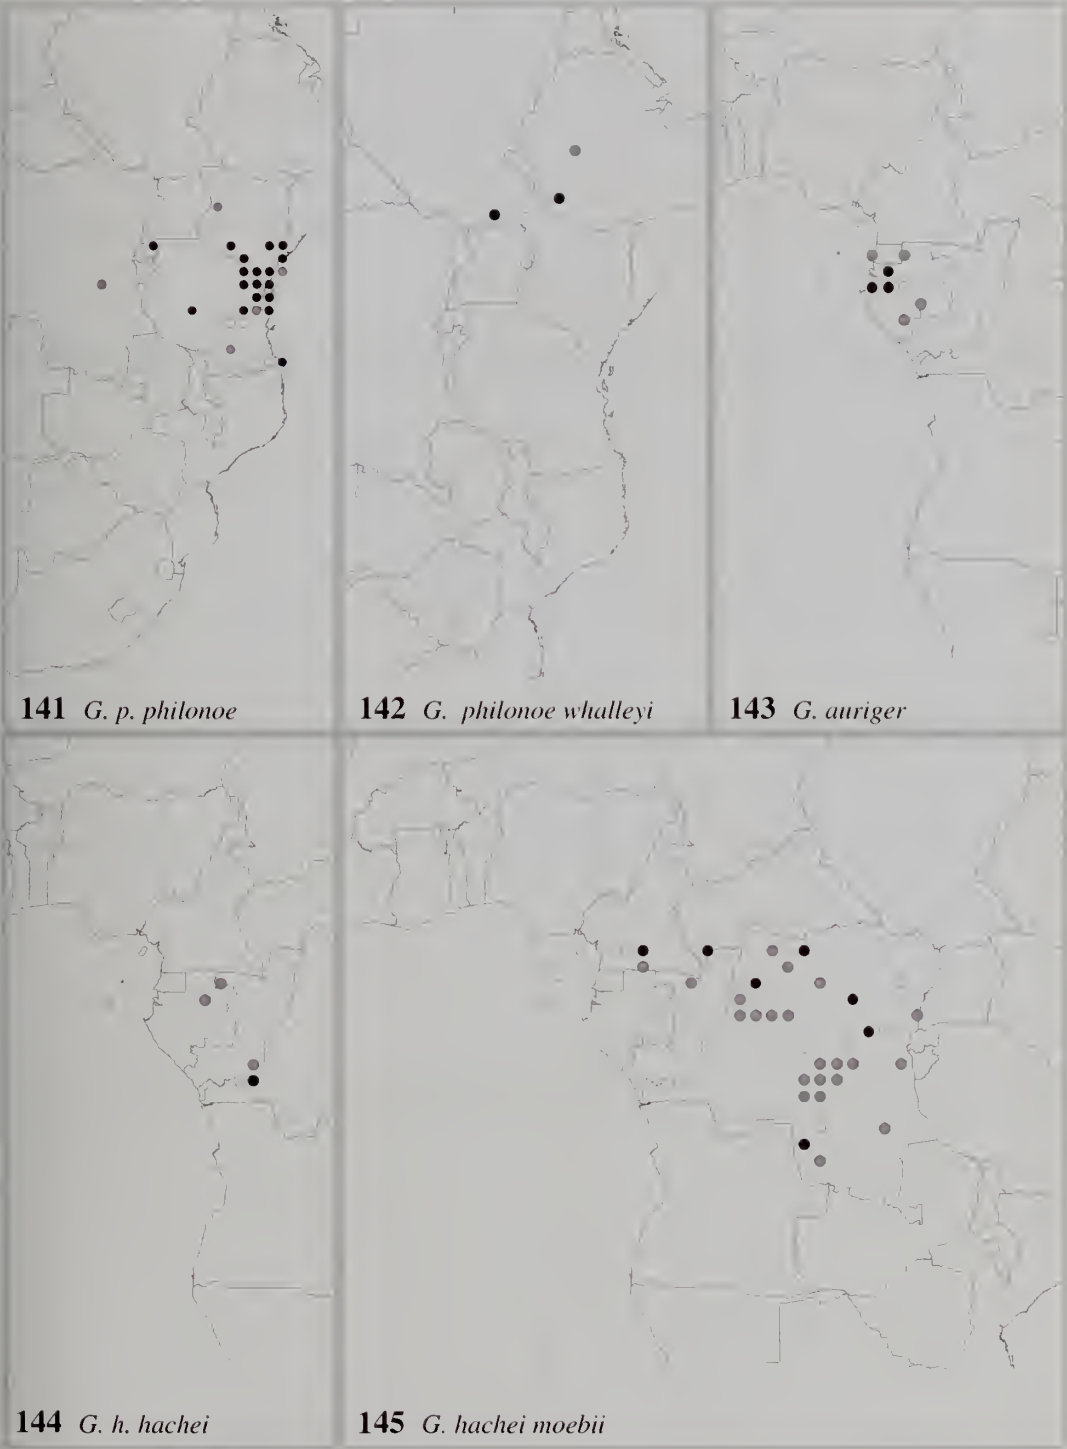 141 G. p. philonoe
142 G. philonoe whalleyi
143 G. auriger
144 G. h. hachei
145 G. hachei moebii